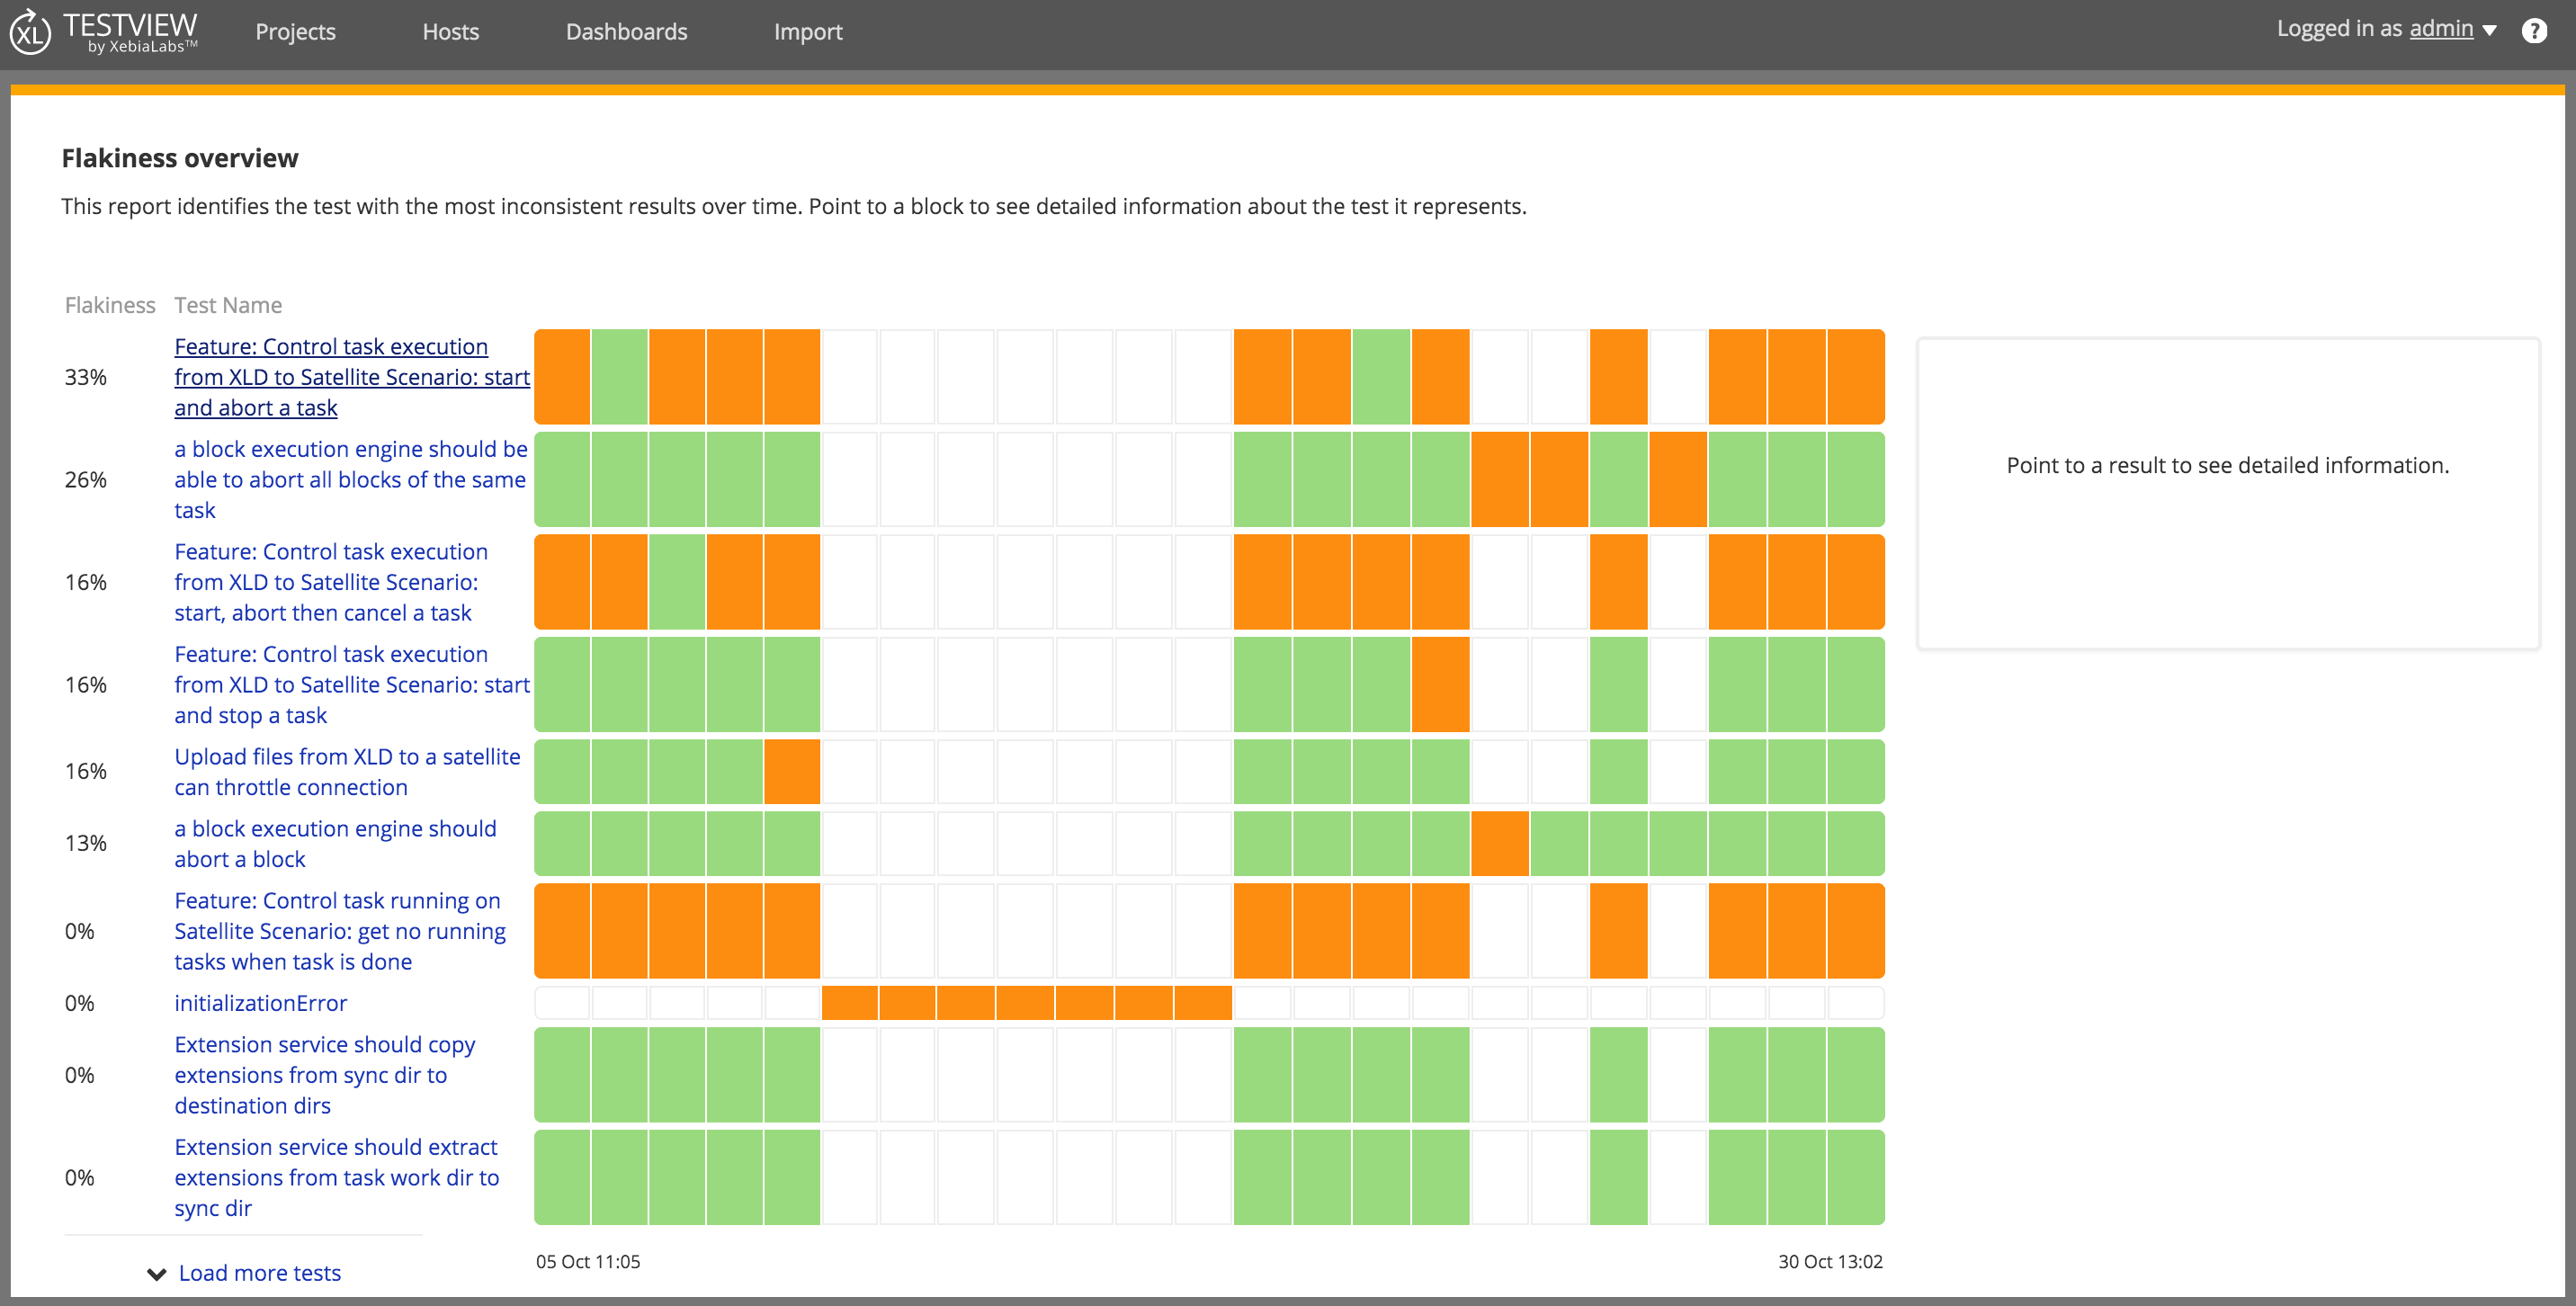 XL TESTVIEW
by XebiaLabs™
Projects Hosts Dashboards Import
Logged in as admin ?
Flakiness overview
This report identifies the test with the most inconsistent results over time. Point to a block to see detailed information about the test it represents.
Flakiness Test Name
33%
Feature: Control task execution
from XLD to Satellite Scenario: start
and abort a task
26%
a block execution engine should be
able to abort all blocks of the same
task
16%
Feature: Control task execution
from XLD to Satellite Scenario:
start, abort then cancel a task
16%
Feature: Control task execution
from XLD to Satellite Scenario: start
and stop a task
16%
Upload files from XLD to a satellite
can throttle connection
13%
a block execution engine should
abort a block
0%
Feature: Control task running on
Satellite Scenario: get no running
tasks when task is done
0%
initializationError
0%
Extension service should copy
extensions from sync dir to
destination dirs
0%
Extension service should extract
extensions from task work dir to
sync dir
Load more tests
05 Oct 11:05
30 Oct 13:02
Point to a result to see detailed information.